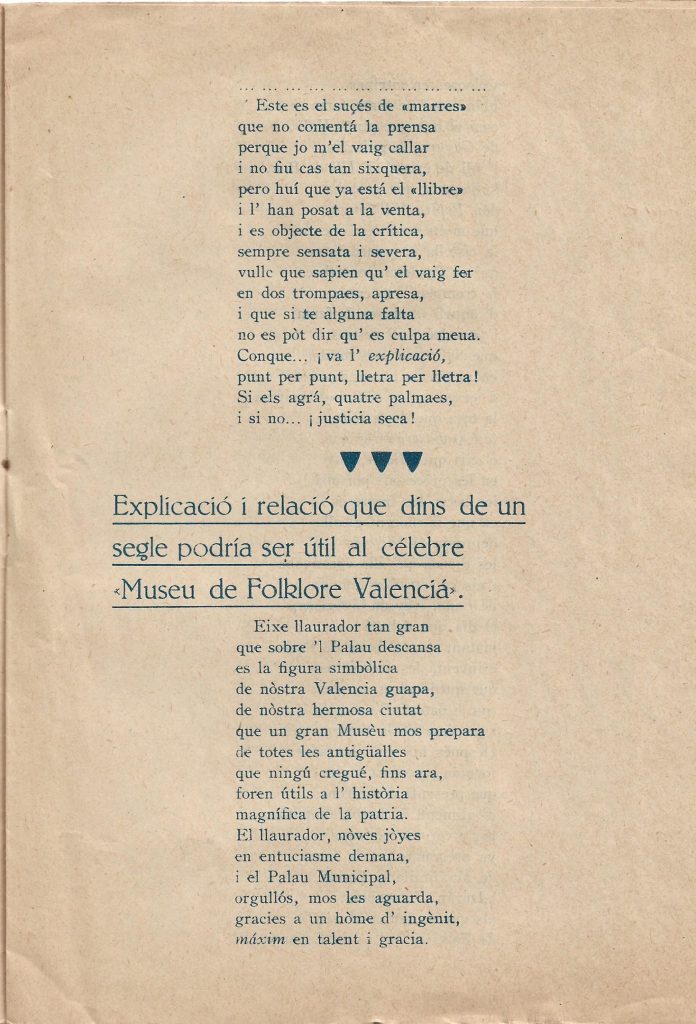 ... ... ... ... ... ... ... ... ... ... ...
Este es el suçés de «marres»
que no comentá la prensa
perque jo m'el vaig callar
i no fiu cas tan sixquera,
pero huí que ya está el «llibre»
i l' han posat a la venta,
i es objecte de la crítica,
sempre sensata i severa,
vullc que sapien qu' el vaig fer
en dos trompaes, apresa,
i que si te alguna falta
no es pòt dir qu' es culpa meua.
Conque... ¡va l' explicació,
punt per punt, lletra per lletra!
Si els agrá, quatre palmaes,
i si no... ¡justicia seca!
Explicació i relació que dins de un
segle podría ser útil al célebre
«Museu de Folklore Valenciá».
Eixe llaurador tan gran
que sobre 'l Palau descansa
es la figura simbòlica
de nòstra Valencia guapa,
de nòstra hermosa ciutat
que un gran Musèu mos prepara
de totes les antigüalles
que ningú cregué, fins ara,
foren útils a l' història
magnífica de la patria.
El llaurador, nòves jòyes
en entuciasme demana,
i el Palau Municipal,
orgullós, mos les aguarda,
gracies a un hòme d' ingènit,
máxim en talent i gracia.